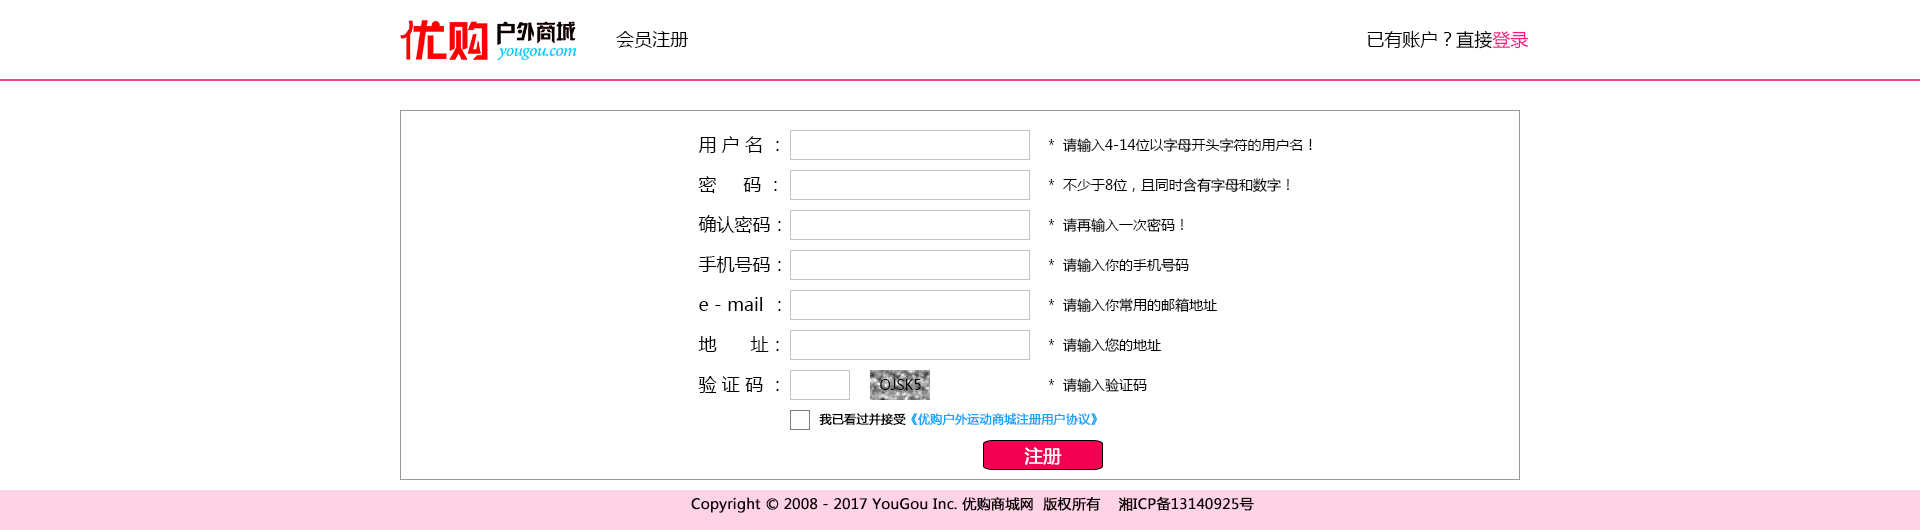 优购 户外商城 yougou.com 会员注册 已有账户？直接登录
用户名： * 请输入4-14位以字母开头字符的用户名！
密 码： * 不少于8位，且同时含有字母和数字！
确认密码： * 请再输入一次密码！
手机号码： * 请输入你的手机号码
e - mail ： * 请输入你常用的邮箱地址
地 址： * 请输入您的地址
验证码： OJSK5 * 请输入验证码
我已看过并接受《优购户外运动商城注册用户协议》
注册
Copyright © 2008 - 2017 YouGou Inc. 优购商城网 版权所有 湘ICP备13140925号